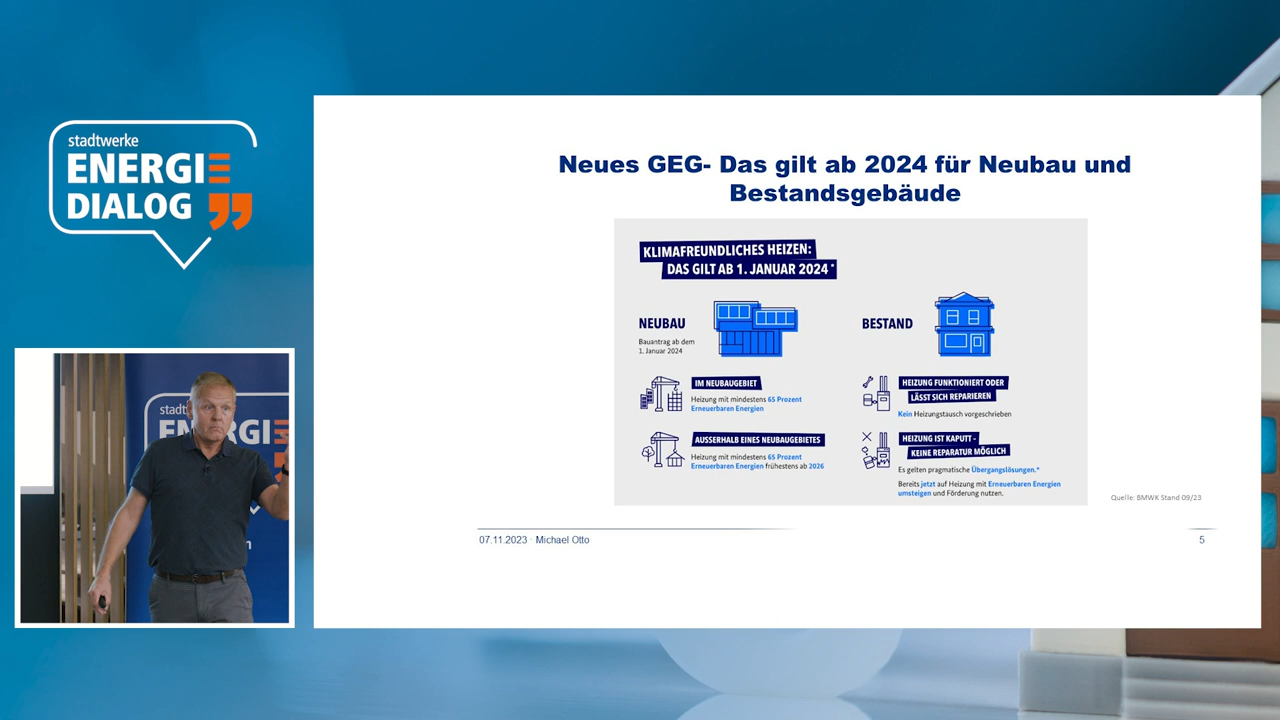 stadtwerke
ENERGIE
DIALOG
Neues GEG- Das gilt ab 2024 für Neubau und
Bestandsgebäude
KLIMAFREUNDLICHES HEIZEN:
DAS GILT AB 1. JANUAR 2024*
NEUBAU
Bauantrag ab dem
1. Januar 2024
IM NEUBAUGEBIET
Heizung mit mindestens 65 Prozent
Erneuerbaren Energien
AUSSERHALB EINES NEUBAUGEBIETES
Heizung mit mindestens 65 Prozent
Erneuerbaren Energien frühestens ab 2026
BESTAND
HEIZUNG FUNKTIONIERT ODER
LÄSST SICH REPARIEREN
Kein Heizungstausch vorgeschrieben
HEIZUNG IST KAPUTT -
KEINE REPARATUR MÖGLICH
Es gelten pragmatische Übergangslösungen.*
Bereits jetzt auf Heizung mit Erneuerbaren Energien
umsteigen und Förderung nutzen.
Quelle: BMWK Stand 09/23
07.11.2023 · Michael Otto
5